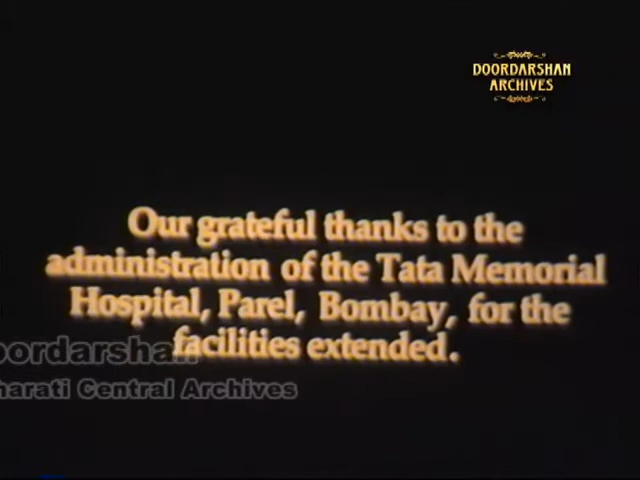 DOORDARSHAN
ARCHIVES
Our grateful thanks to the
administration of the Tata Memorial
Hospital, Parel, Bombay, for the
facilities extended.
oordarshan
harati Central Archives